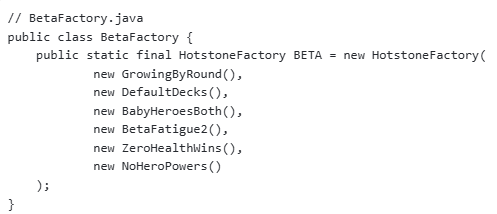 // BetaFactory.java
public class BetaFactory {
    public static final HotstoneFactory BETA = new HotstoneFactory(
            new GrowingByRound(),
            new DefaultDecks(),
            new BabyHeroesBoth(),
            new BetaFatigue2(),
            new ZeroHealthWins(),
            new NoHeroPowers()
    );
}